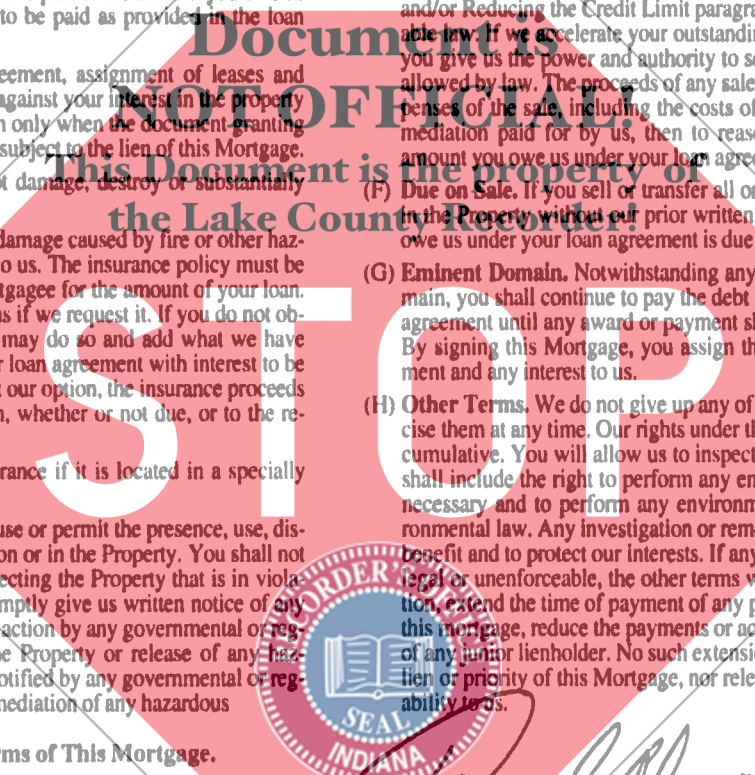 Document is
NOT OFFICIAL!
This Document is the property of
the Lake County Recorder!
STOP
to be paid as provided in the loan
eement, assignment of leases and
against your interest in the property
n only when the document granting
subject to the lien of this Mortgage.
t damage, destroy or substantially
damage caused by fire or other haz-
o us. The insurance policy must be
tgagee for the amount of your loan.
ns if we request it. If you do not ob-
may do so and add what we have
r loan agreement with interest to be
t our option, the insurance proceeds
n, whether or not due, or to the re-
rance if it is located in a specially
use or permit the presence, use, dis-
on or in the Property. You shall not
ecting the Property that is in viola-
mptly give us written notice of any
action by any governmental or reg-
e Property or release of any haz-
otified by any governmental or reg-
mediation of any hazardous
rms of This Mortgage.
and/or Reducing the Credit Limit paragra
able law. If we accelerate your outstandin
you give us the power and authority to se
allowed by law. The proceeds of any sale
penses of the sale, including the costs of
mediation paid for by us, then to reaso
amount you owe us under your loan agree
(F) Due on Sale. If you sell or transfer all or
in the Property without our prior written
owe us under your loan agreement is due
(G) Eminent Domain. Notwithstanding any
main, you shall continue to pay the debt
agreement until any award or payment sh
By signing this Mortgage, you assign th
ment and any interest to us.
(H) Other Terms. We do not give up any of
cise them at any time. Our rights under th
cumulative. You will allow us to inspect
shall include the right to perform any en
necessary and to perform any environm
ronmental law. Any investigation or rem
benefit and to protect our interests. If any
legal or unenforceable, the other terms w
tion, extend the time of payment of any p
this mortgage, reduce the payments or ac
of any junior lienholder. No such extensi
lien or priority of this Mortgage, nor rele
ability to us.
SEAL
INDIANA